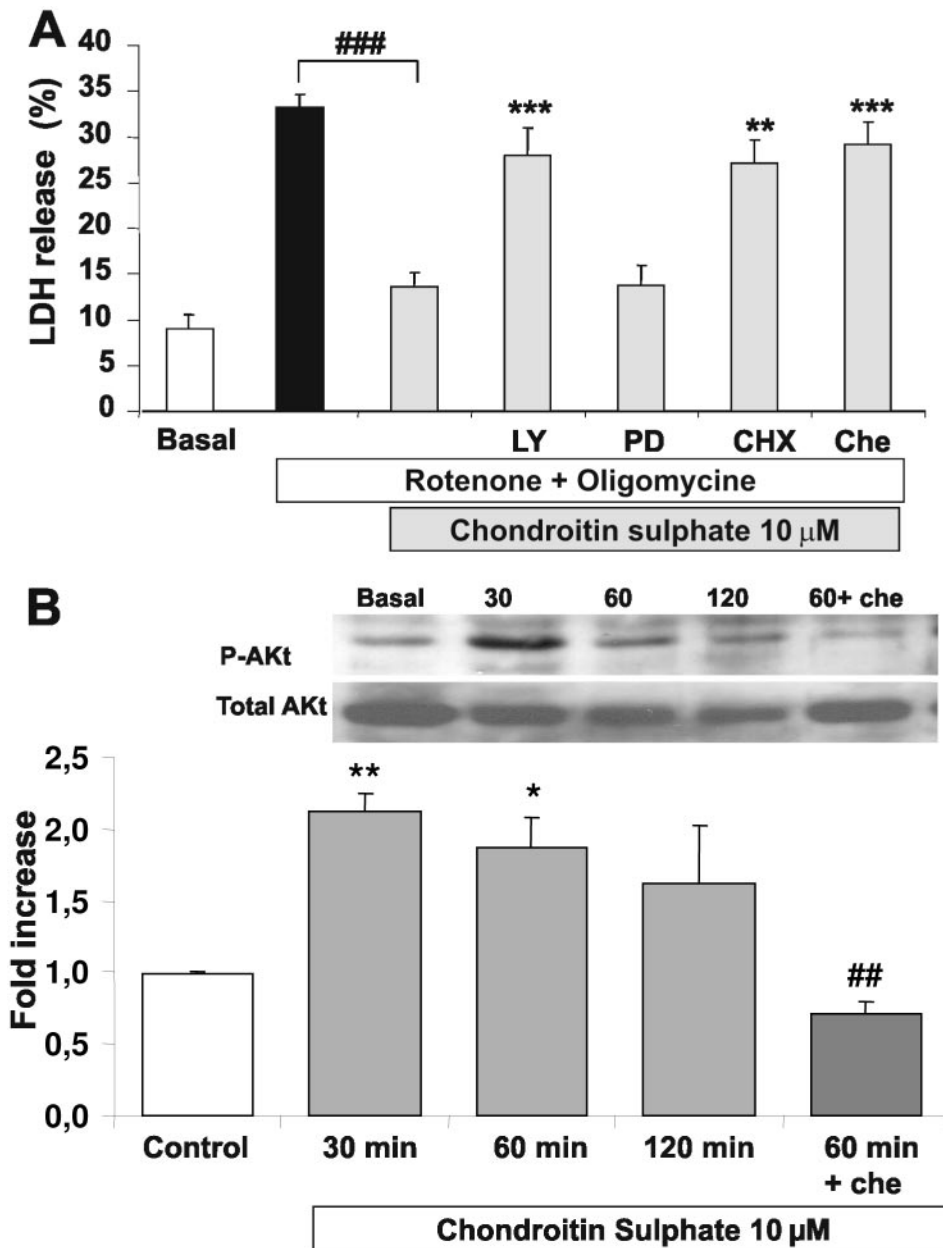 A
LDH release (%)
40
35
30
25
20
15
10
5
0
###
***
**
***
Basal
LY
PD
CHX
Che
Rotenone + Oligomycine
Chondroitin sulphate 10 µM
B
Basal 30 60 120 60+ che
P-AKt
Total AKt
Fold increase
2,5
2,0
1,5
1,0
0,5
0,0
**
*
##
Control 30 min 60 min 120 min 60 min
+ che
Chondroitin Sulphate 10 µM